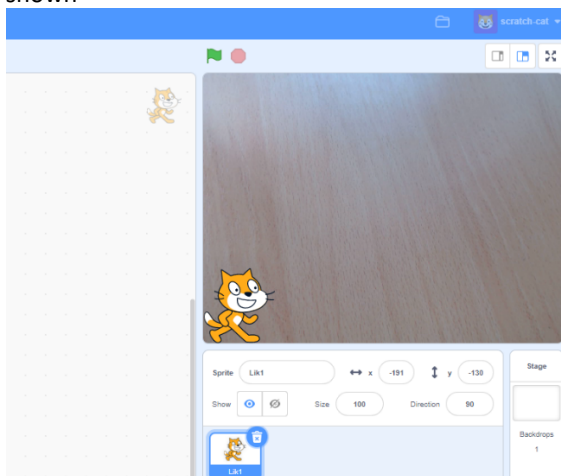 shown
scratch-cat
Sprite Lik1 x -191 y -130
Show Size 100 Direction 90
Stage
Backdrops
1
Lik1